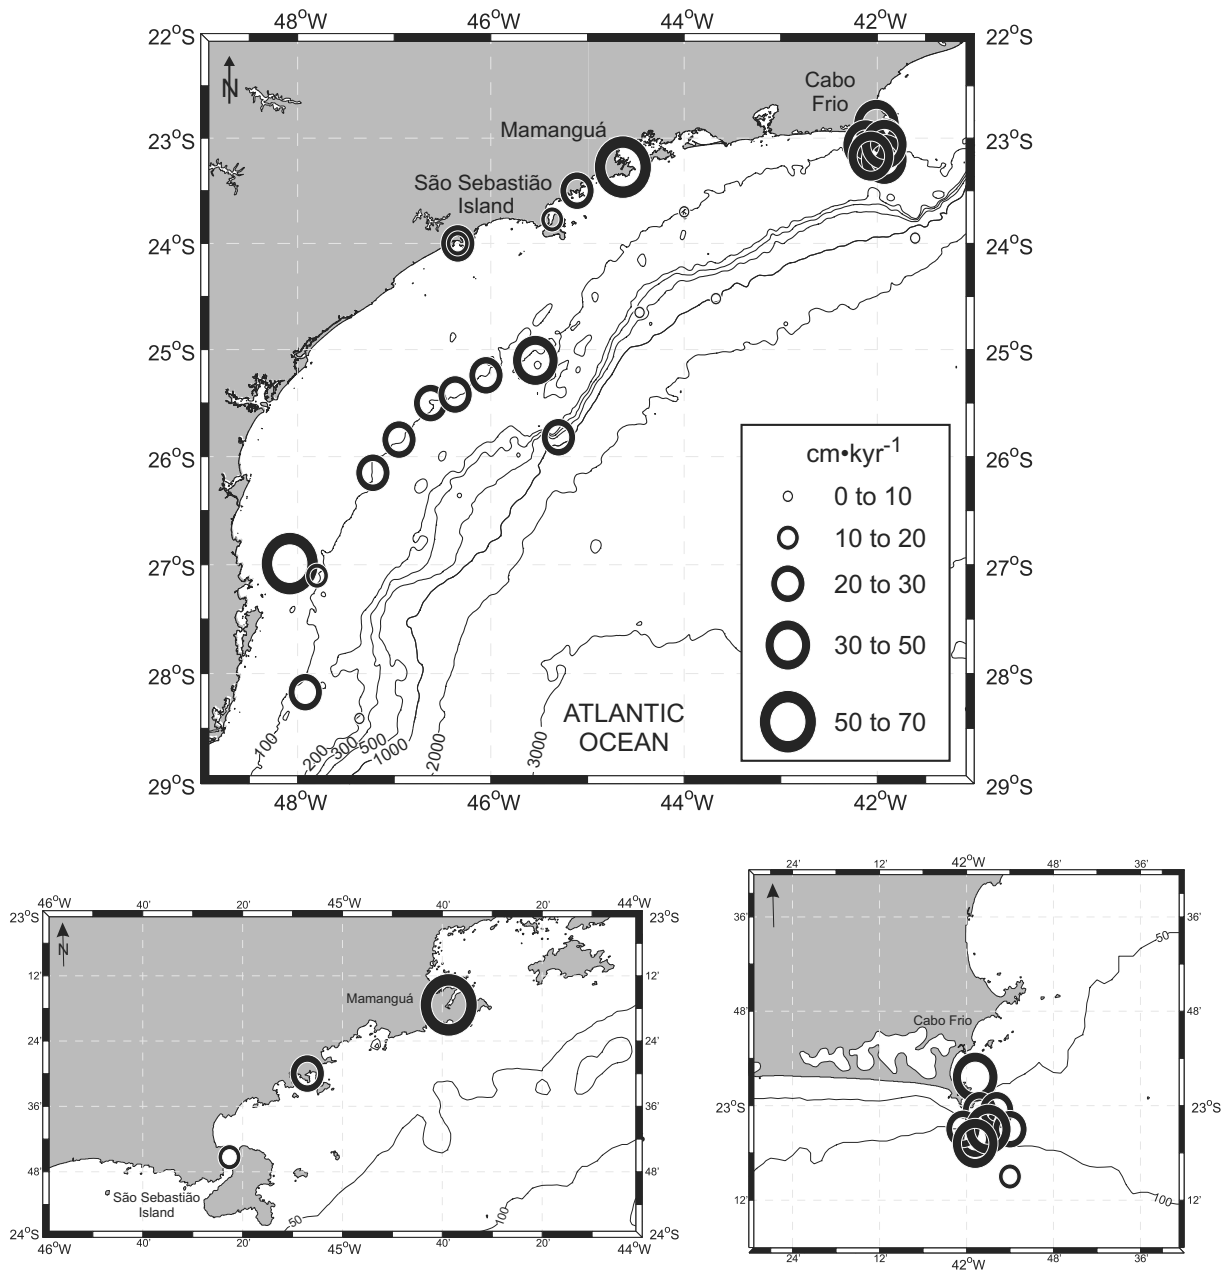 48°W 46°W 44°W 42°W
22°S 22°S
N
Cabo
Frio
23°S 23°S
Mamanguá
São Sebastião
Island
24°S 24°S
25°S 25°S
cm•kyr-1
26°S 26°S
0 to 10
10 to 20
27°S 27°S
20 to 30
30 to 50
28°S 28°S
50 to 70
ATLANTIC
OCEAN
100 200 300 500 1000 2000 3000
29°S 29°S
48°W 46°W 44°W 42°W
46°W 40' 20' 45°W 40' 20' 44°W
23°S 23°S
N
12' 12'
Mamanguá
24' 24'
36' 36'
48' 48'
São Sebastião
Island
50 100
24°S 24°S
46°W 40' 20' 45°W 40' 20' 44°W
24' 12' 42°W 48' 36'
36' 36'
50
48' 48'
Cabo Frio
23°S 23°S
12' 100 12'
24' 12' 42°W 48' 36'